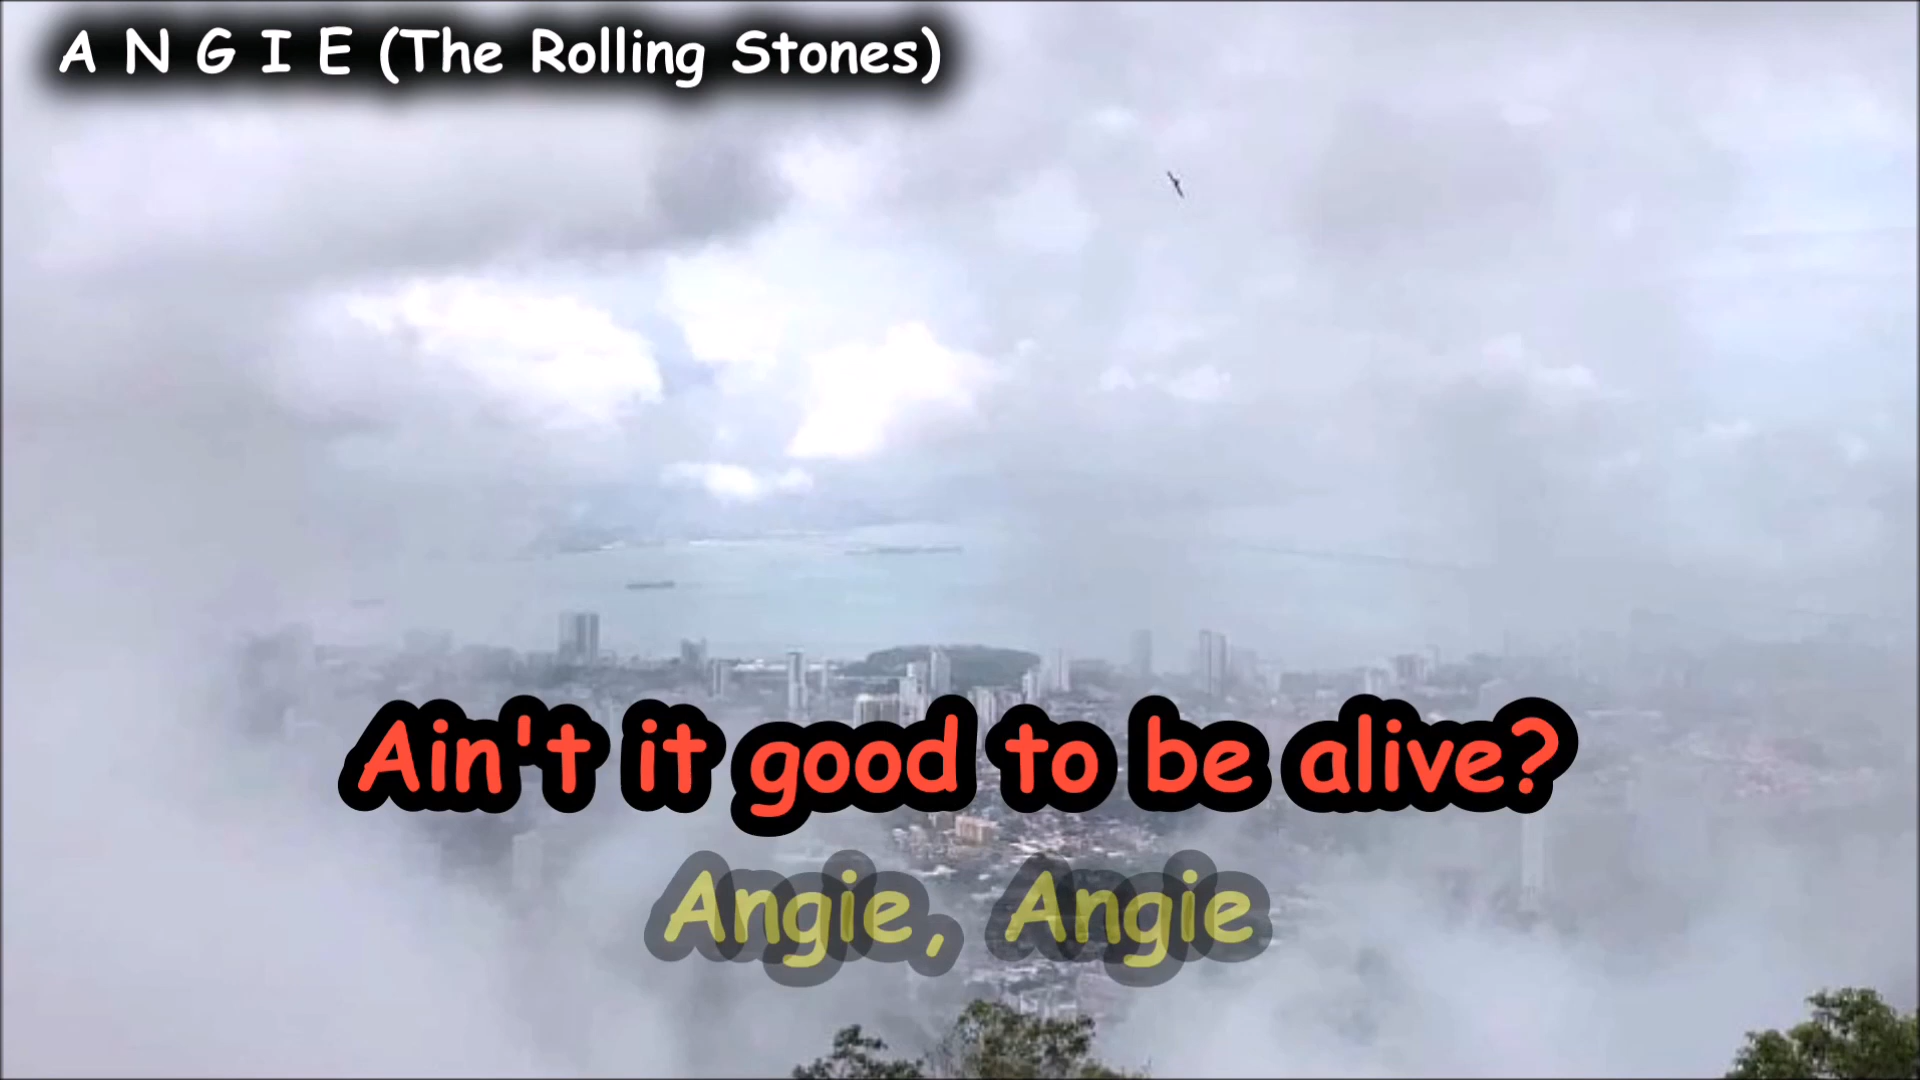 A N G I E (The Rolling Stones)
Ain't it good to be alive?
Angie, Angie